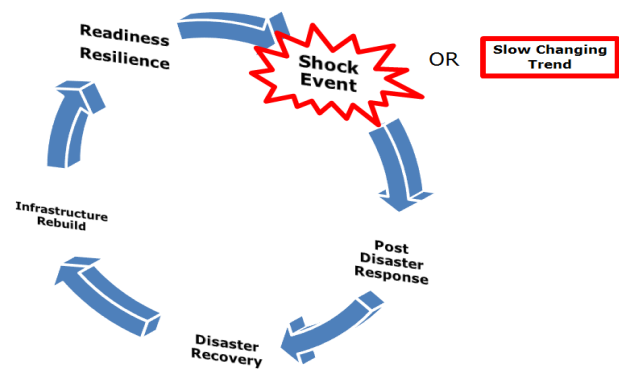 Readiness
Resilience
Shock
Event
OR
Slow Changing
Trend
Post
Disaster
Response
Disaster
Recovery
Infrastructure
Rebuild